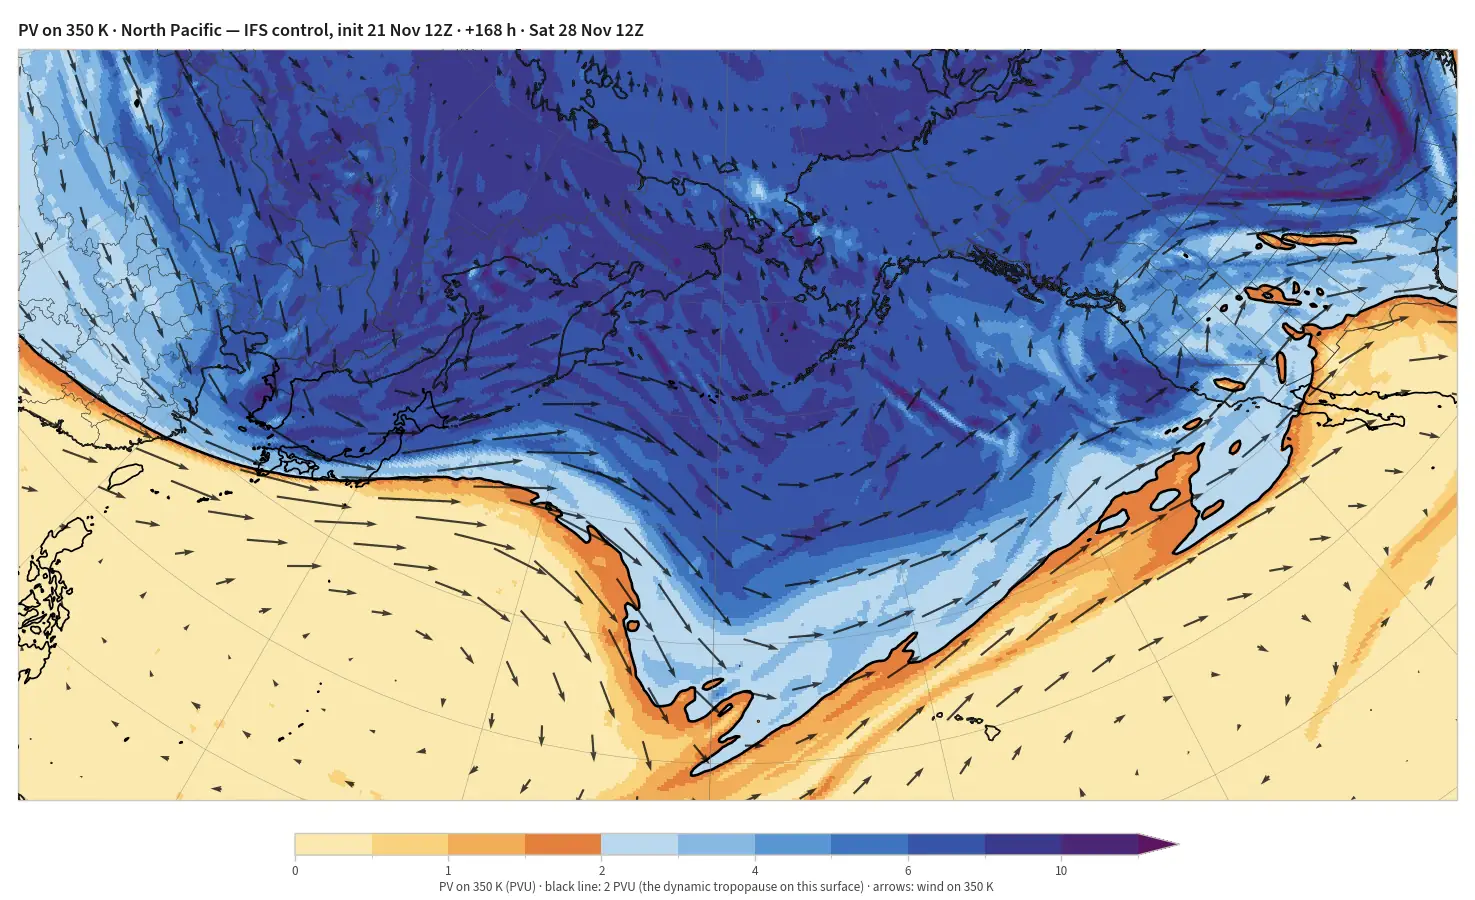 PV on 350 K · North Pacific — IFS control, init 21 Nov 12Z · +168 h · Sat 28 Nov 12Z
0 1 2 4 6 10
PV on 350 K (PVU) · black line: 2 PVU (the dynamic tropopause on this surface) · arrows: wind on 350 K